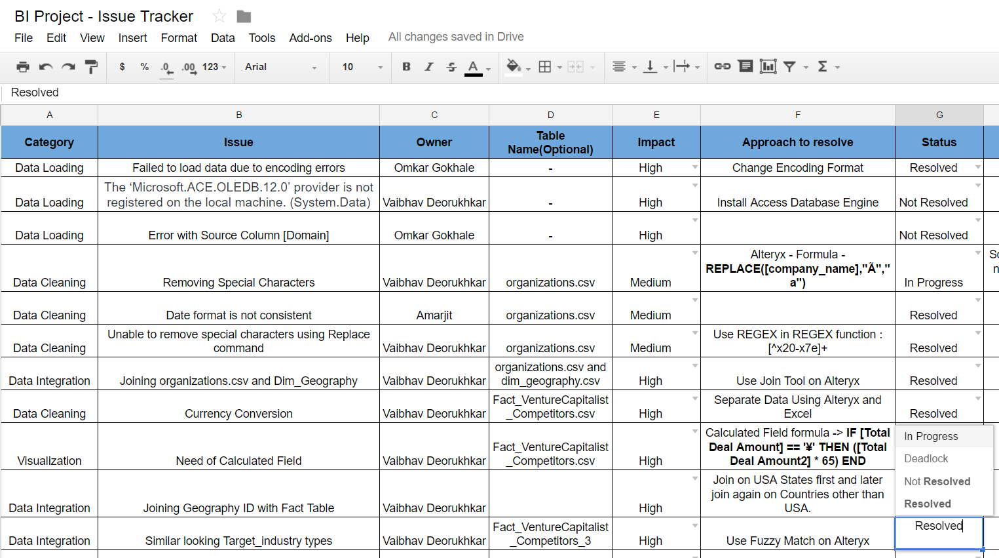 BI Project - Issue Tracker
File Edit View Insert Format Data Tools Add-ons Help All changes saved in Drive
$ % .0 .00 123 Arial 10 B I S A Σ
Resolved
A B C D E F G
Category Issue Owner Table Name(Optional) Impact Approach to resolve Status
Data Loading Failed to load data due to encoding errors Omkar Gokhale - High Change Encoding Format Resolved
The ‘Microsoft.ACE.OLEDB.12.0’ provider is not
Data Loading registered on the local machine. (System.Data) Vaibhav Deorukhkar - High Install Access Database Engine Not Resolved
Data Loading Error with Source Column [Domain] Omkar Gokhale - High Not Resolved
Alteryx - Formula - So
REPLACE([company_name],"Ã"," n
Data Cleaning Removing Special Characters Vaibhav Deorukhkar organizations.csv Medium a") In Progress
Data Cleaning Date format is not consistent Amarjit organizations.csv Medium Resolved
Unable to remove special characters using Replace Use REGEX in REGEX function :
Data Cleaning command Vaibhav Deorukhkar organizations.csv Medium [^x20-x7e]+ Resolved
organizations.csv and
Data Integration Joining organizations.csv and Dim_Geography Vaibhav Deorukhkar dim_geography.csv High Use Join Tool on Alteryx Resolved
Fact_VentureCapitalist Separate Data Using Alteryx and
Data Cleaning Currency Conversion Vaibhav Deorukhkar _Competitors.csv High Excel Resolved
Calculated Field formula -> IF [Total In Progress
Fact_VentureCapitalist Deal Amount] == '¥' THEN ([Total Deadlock
Visualization Need of Calculated Field Vaibhav Deorukhkar _Competitors.csv High Deal Amount2] * 65) END
Join on USA States first and later Not Resolved
join again on Countries other than
Data Integration Joining Geography ID with Fact Table Vaibhav Deorukhkar High USA. Resolved
Fact_VentureCapitalist Resolved
Data Integration Similar looking Target_industry types Vaibhav Deorukhkar _Competitors_3 High Use Fuzzy Match on Alteryx